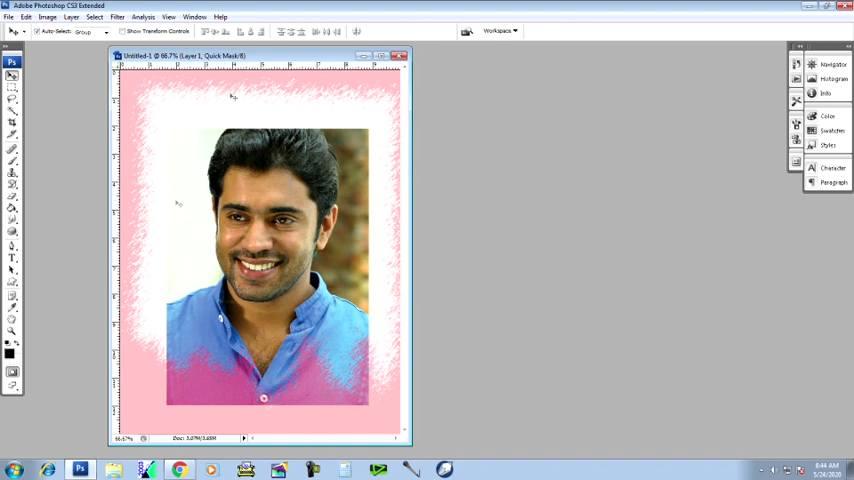 Adobe Photoshop CS3 Extended
File Edit Image Layer Select Filter Analysis View Window Help
Auto-Select: Group Show Transform Controls Workspace
Untitled-1 @ 66.7% (Layer 1, Quick Mask/8)
Navigator
Histogram
Info
Color
Swatches
Styles
Character
Paragraph
66.67% Doc: 3.07M/3.65M
8:44 AM
5/24/2020